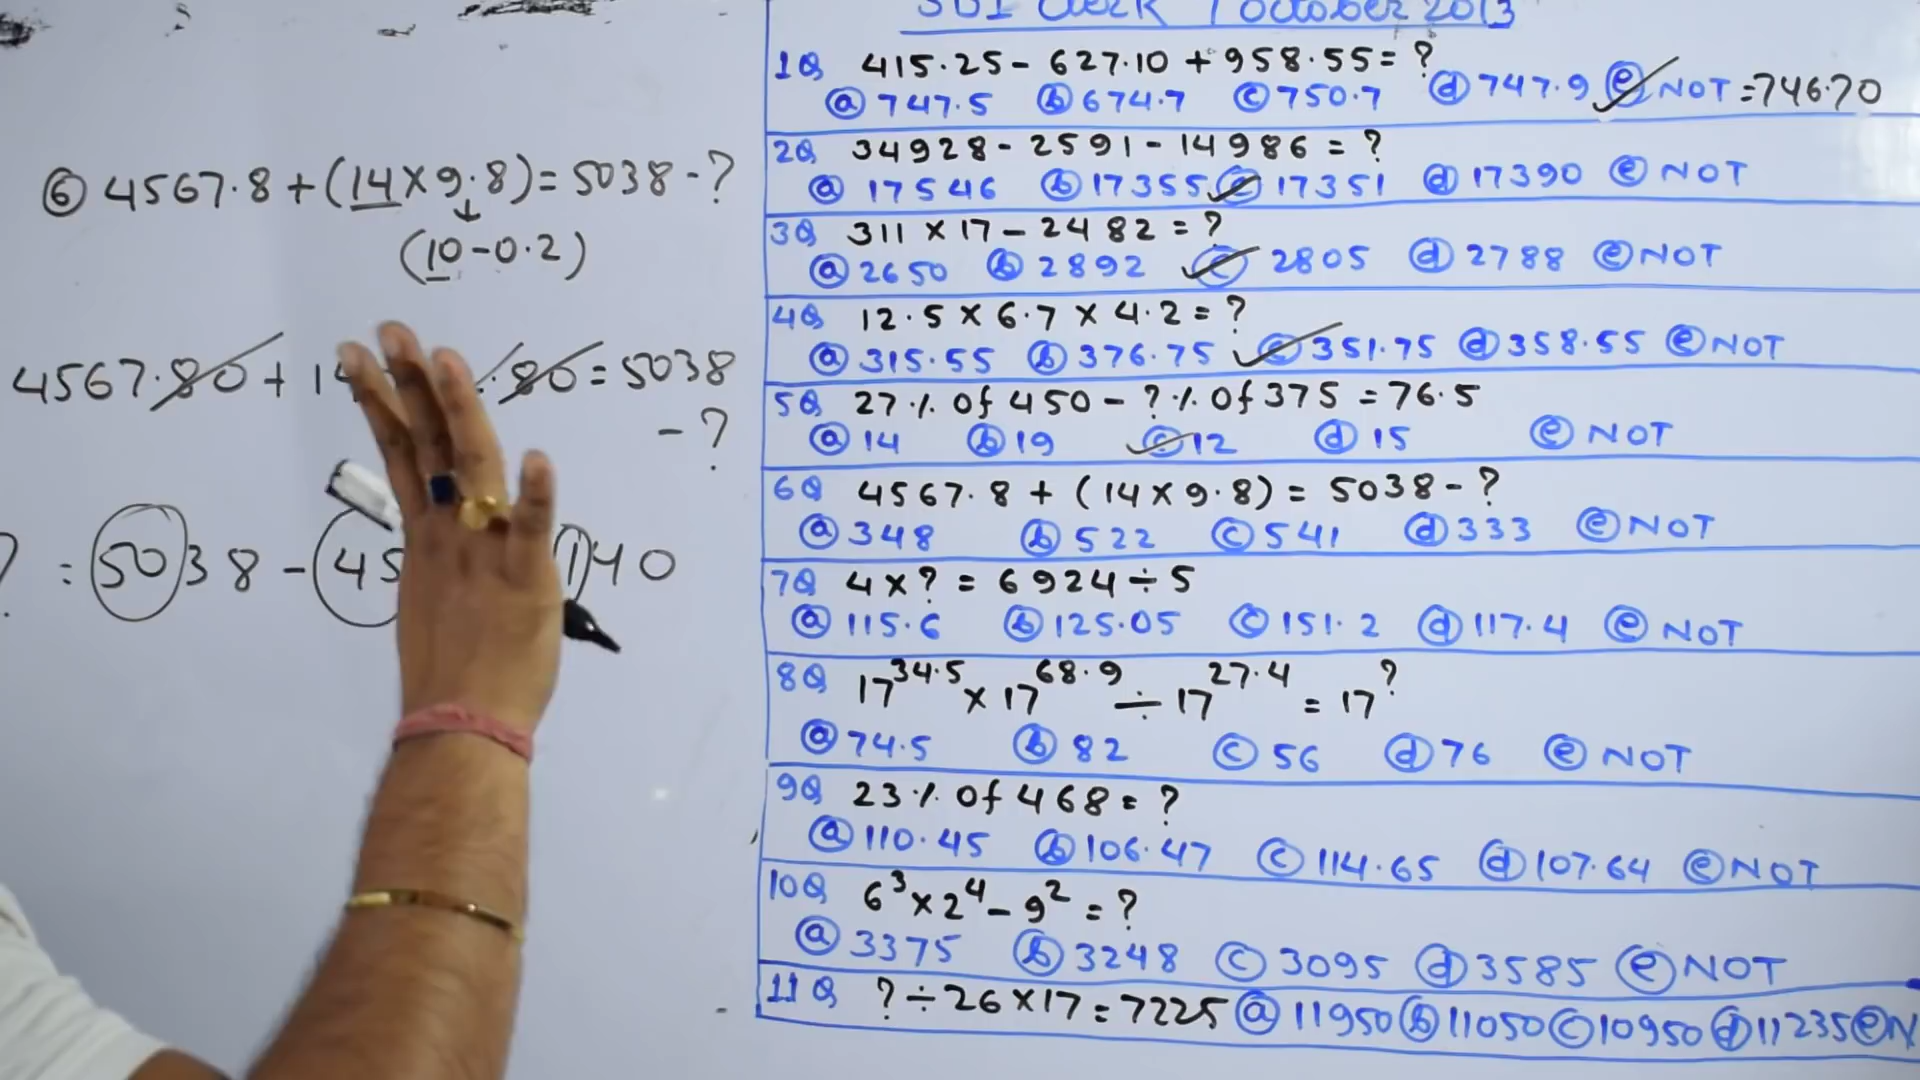 ⑥ 4567.8 + (14 × 9.8) = 5038 - ?
(10 - 0.2)
4567.80 + 1 .80 = 5038
- ?
? = 5038 - 45 140
SBI Clerk 7 October 2013
1Q 415.25 - 627.10 + 958.55 = ?
ⓐ 747.5 ⓑ 674.7 ⓒ 750.7 ⓓ 747.9 ⓔ NOT = 746.70
2Q 34928 - 2591 - 14986 = ?
ⓐ 17546 ⓑ 17355 ⓒ 17351 ⓓ 17390 ⓔ NOT
3Q 311 × 17 - 2482 = ?
ⓐ 2650 ⓑ 2892 ⓒ 2805 ⓓ 2788 ⓔ NOT
4Q 12.5 × 6.7 × 4.2 = ?
ⓐ 315.55 ⓑ 376.75 ⓒ 351.75 ⓓ 358.55 ⓔ NOT
5Q 27% Of 450 - ?% Of 375 = 76.5
ⓐ 14 ⓑ 19 ⓒ 12 ⓓ 15 ⓔ NOT
6Q 4567.8 + (14 × 9.8) = 5038 - ?
ⓐ 348 ⓑ 522 ⓒ 541 ⓓ 333 ⓔ NOT
7Q 4 × ? = 6924 ÷ 5
ⓐ 115.6 ⓑ 125.05 ⓒ 151.2 ⓓ 117.4 ⓔ NOT
8Q 17^34.5 × 17^68.9 ÷ 17^27.4 = 17^?
ⓐ 74.5 ⓑ 82 ⓒ 56 ⓓ 76 ⓔ NOT
9Q 23% Of 468 = ?
ⓐ 110.45 ⓑ 106.47 ⓒ 114.65 ⓓ 107.64 ⓔ NOT
10Q 6³ × 2⁴ - 9² = ?
ⓐ 3375 ⓑ 3248 ⓒ 3095 ⓓ 3585 ⓔ NOT
11Q ? ÷ 26 × 17 = 7225 ⓐ 11950 ⓑ 11050 ⓒ 10950 ⓓ 11235 ⓔ N